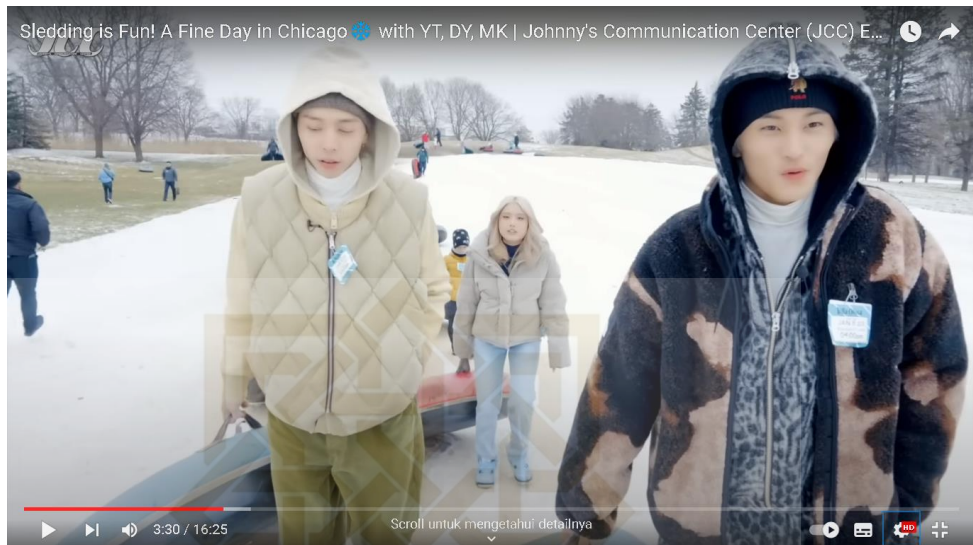 Sledding is Fun! A Fine Day in Chicago❄️ with YT, DY, MK | Johnny's Communication Center (JCC) E...
JCC
3:30 / 16:25
Scroll untuk mengetahui detailnya
HD